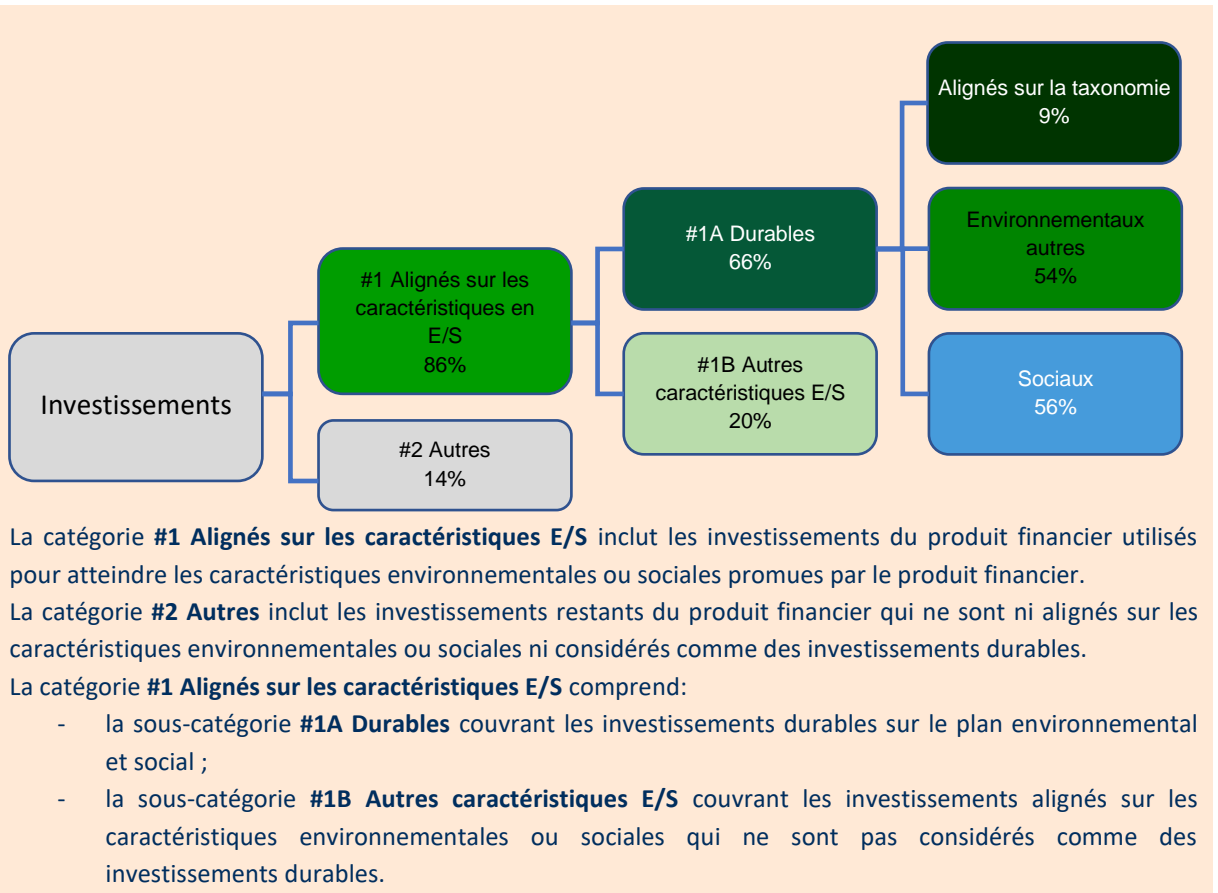 Investissements
#1 Alignés sur les
caractéristiques en
E/S
86%
#2 Autres
14%
#1A Durables
66%
#1B Autres
caractéristiques E/S
20%
Alignés sur la taxonomie
9%
Environnementaux
autres
54%
Sociaux
56%
La catégorie #1 Alignés sur les caractéristiques E/S inclut les investissements du produit financier utilisés
pour atteindre les caractéristiques environnementales ou sociales promues par le produit financier.
La catégorie #2 Autres inclut les investissements restants du produit financier qui ne sont ni alignés sur les
caractéristiques environnementales ou sociales ni considérés comme des investissements durables.
La catégorie #1 Alignés sur les caractéristiques E/S comprend:
- la sous-catégorie #1A Durables couvrant les investissements durables sur le plan environnemental
et social ;
- la sous-catégorie #1B Autres caractéristiques E/S couvrant les investissements alignés sur les
caractéristiques environnementales ou sociales qui ne sont pas considérés comme des
investissements durables.